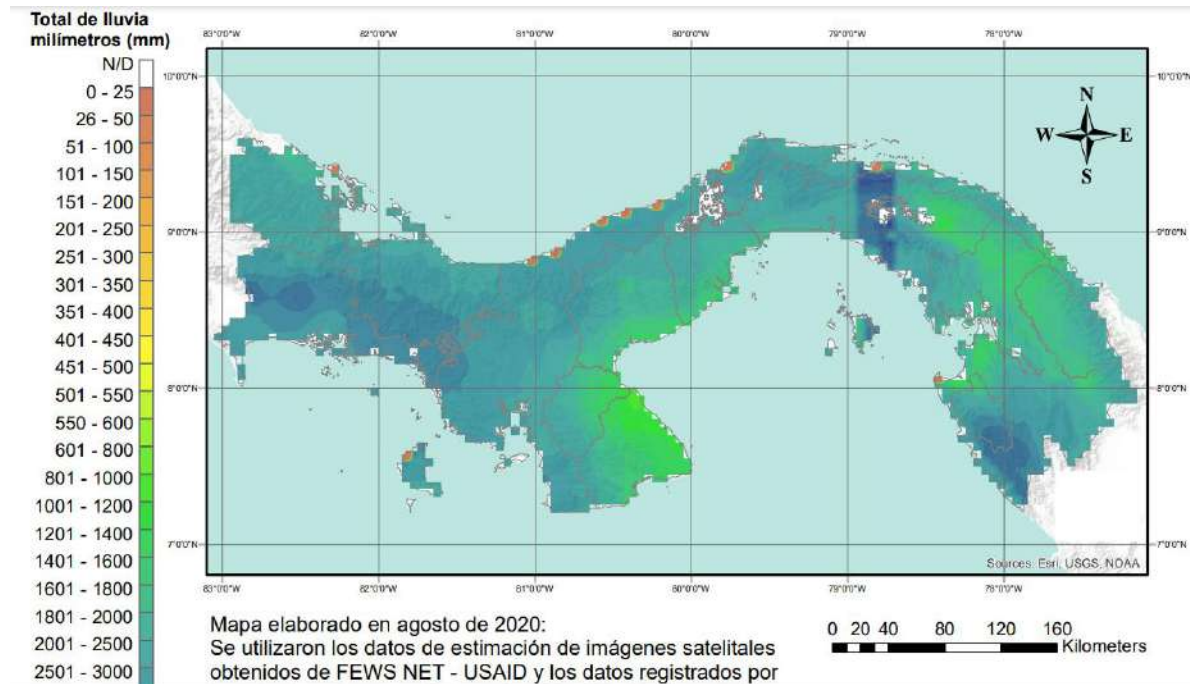 Total de lluvia
milímetros (mm)
N/D
0 - 25
26 - 50
51 - 100
101 - 150
151 - 200
201 - 250
251 - 300
301 - 350
351 - 400
401 - 450
451 - 500
501 - 550
550 - 600
601 - 800
801 - 1000
1001 - 1200
1201 - 1400
1401 - 1600
1601 - 1800
1801 - 2000
2001 - 2500
2501 - 3000
83°0'0"W 82°0'0"W 81°0'0"W 80°0'0"W 79°0'0"W 78°0'0"W
10°0'0"N 10°0'0"N
N
W E
S
9°0'0"N 9°0'0"N
8°0'0"N 8°0'0"N
7°0'0"N 7°0'0"N
Sources: Esri, USGS, NOAA
83°0'0"W 82°0'0"W 81°0'0"W 80°0'0"W 79°0'0"W 78°0'0"W
Mapa elaborado en agosto de 2020:
Se utilizaron los datos de estimación de imágenes satelitales
obtenidos de FEWS NET - USAID y los datos registrados por
0 20 40 80 120 160
Kilometers